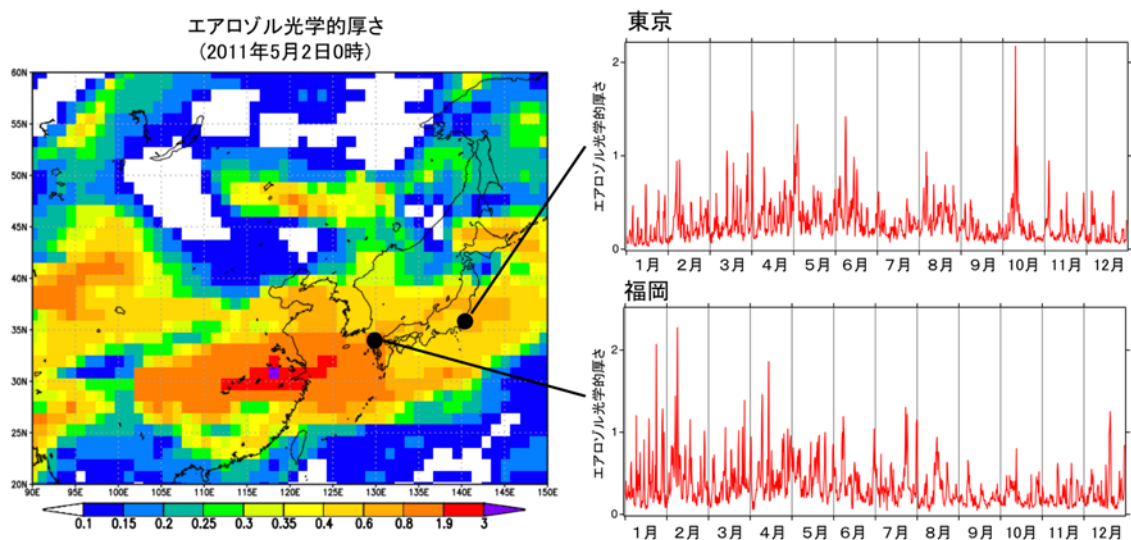 エアロゾル光学的厚さ
(2011年5月2日0時)
60N
55N
50N
45N
40N
35N
30N
25N
20N
90E 95E 100E 105E 110E 115E 120E 125E 130E 135E 140E 145E 150E
0.1 0.15 0.2 0.25 0.3 0.35 0.4 0.6 0.8 1.9 3
東京
エアロゾル光学的厚さ
2
1
0
1月 2月 3月 4月 5月 6月 7月 8月 9月 10月 11月 12月
福岡
エアロゾル光学的厚さ
2
1
0
1月 2月 3月 4月 5月 6月 7月 8月 9月 10月 11月 12月